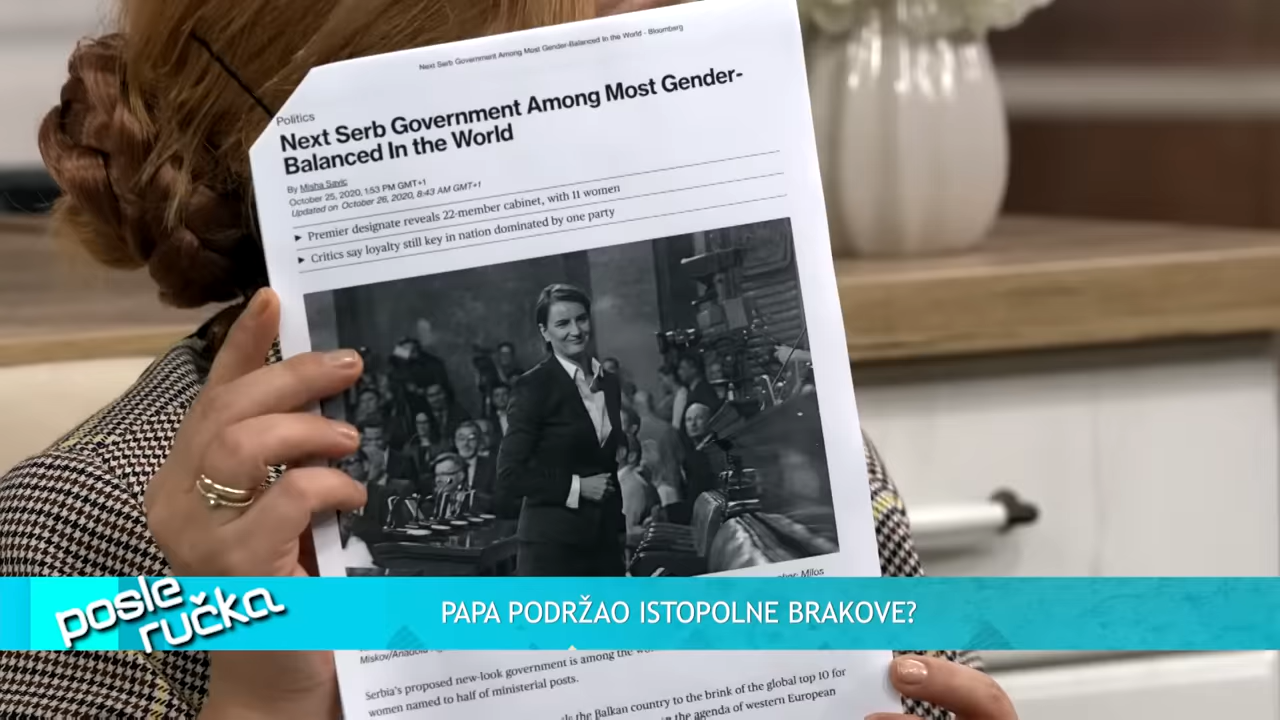 Next Serb Government Among Most Gender-Balanced In the World - Bloomberg
Politics
Next Serb Government Among Most Gender-
Balanced In the World
By Misha Savic
October 25, 2020, 1:53 PM GMT+1
Updated on October 26, 2020, 8:43 AM GMT+1
► Premier designate reveals 22-member cabinet, with 11 women
► Critics say loyalty still key in nation dominated by one party
Milos
posle
ručka
PAPA PODRŽAO ISTOPOLNE BRAKOVE?
Miskov/Anadolu
Serbia's proposed new-look government is among the
women named to half of ministerial posts.
the Balkan country to the brink of the global top 10 for
the agenda of western European